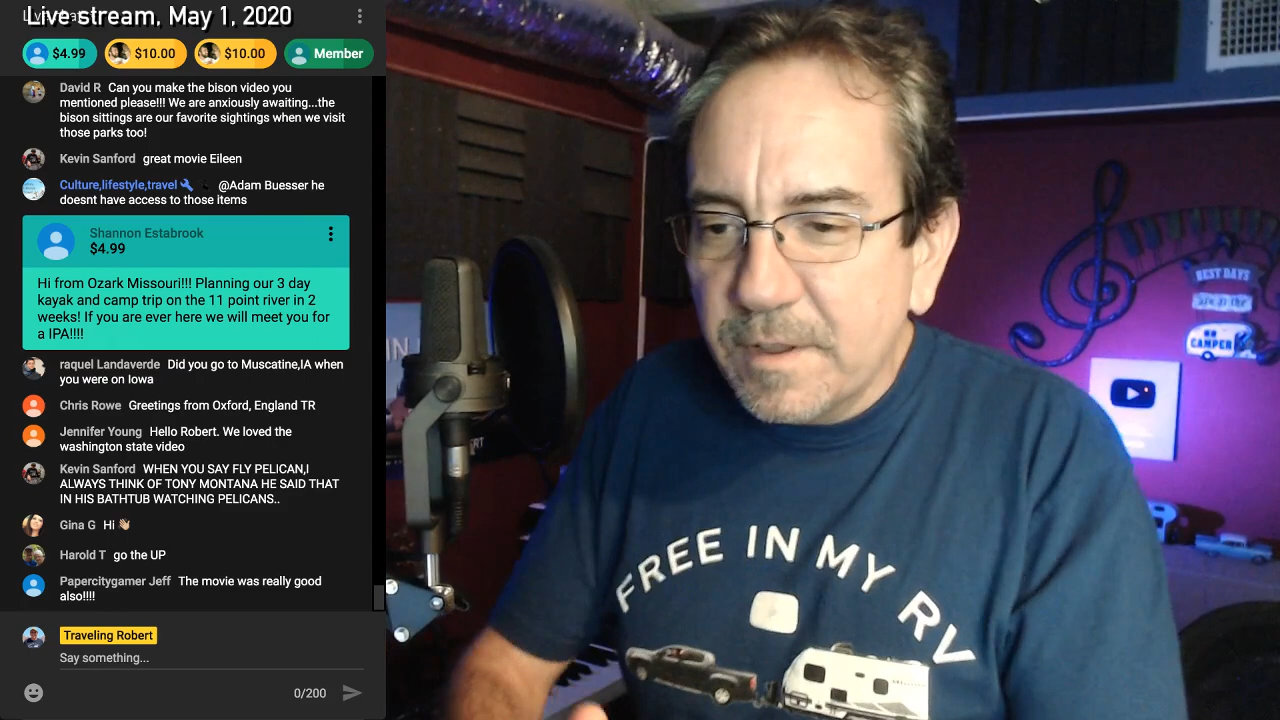 Live stream, May 1, 2020
$4.99 $10.00 $10.00 Member
David R Can you make the bison video you
mentioned please!!! We are anxiously awaiting...the
bison sittings are our favorite sightings when we visit
those parks too!
Kevin Sanford great movie Eileen
Culture,lifestyle,travel @Adam Buesser he
doesnt have access to those items
Shannon Estabrook
$4.99
Hi from Ozark Missouri!!! Planning our 3 day
kayak and camp trip on the 11 point river in 2
weeks! If you are ever here we will meet you for
a IPA!!!!
raquel Landaverde Did you go to Muscatine,IA when
you were on Iowa
Chris Rowe Greetings from Oxford, England TR
Jennifer Young Hello Robert. We loved the
washington state video
Kevin Sanford WHEN YOU SAY FLY PELICAN,I
ALWAYS THINK OF TONY MONTANA HE SAID THAT
IN HIS BATHTUB WATCHING PELICANS..
Gina G Hi 👋🏼
Harold T go the UP
Papercitygamer Jeff The movie was really good
also!!!!
Traveling Robert
Say something...
0/200
FREE IN MY RV
BEST DAYS
CAMPER